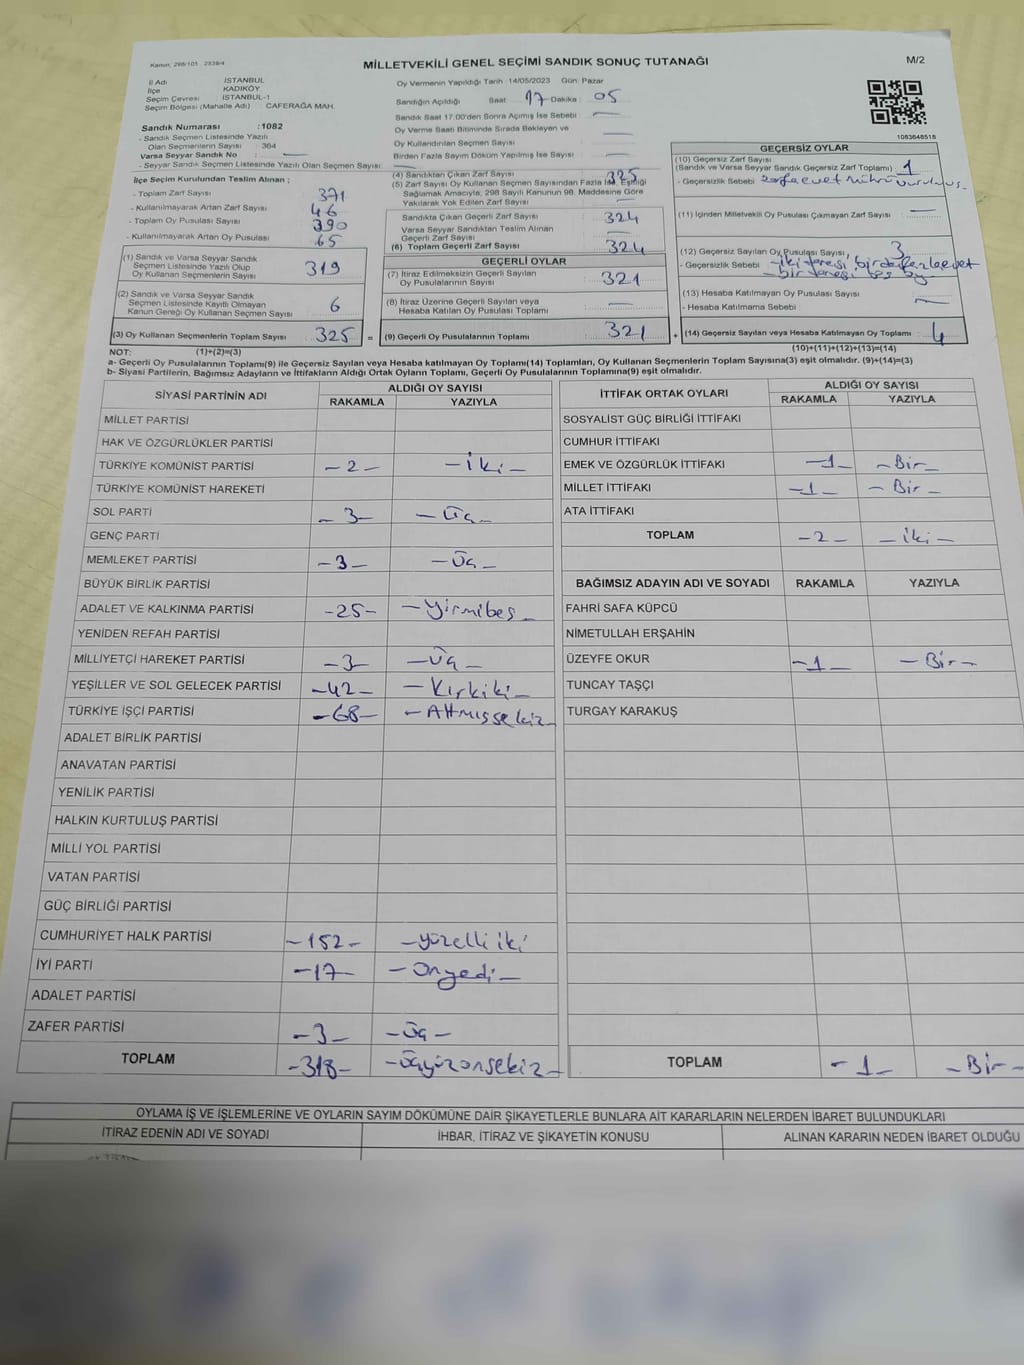 Kanun: 298/101 2839/4
MİLLETVEKİLİ GENEL SEÇİMİ SANDIK SONUÇ TUTANAĞI
M/2
İl Adı İSTANBUL
İlçe KADIKÖY
Seçim Çevresi İSTANBUL-1
Seçim Bölgesi (Mahalle Adı) : CAFERAĞA MAH.
Sandık Numarası :1082
- Sandık Seçmen Listesinde Yazılı
Olan Seçmenlerin Sayısı : 364
Varsa Seyyar Sandık No : —
- Seyyar Sandık Listesinde Yazılı Olan Seçmen Sayısı : —
İlçe Seçim Kurulundan Teslim Alınan ;
- Toplam Zarf Sayısı 371
- Kullanılmayarak Artan Zarf Sayısı 46
- Toplam Oy Pusulası Sayısı 390
- Kullanılmayarak Artan Oy Pusulası 65
(1) Sandık ve Varsa Seyyar Sandık
Seçmen Listesinde Yazılı Olup
Oy Kullanan Seçmenlerin Sayısı 319
(2) Sandık ve Varsa Seyyar Sandık
Seçmen Listesinde Kayıtlı Olmayan
Kanun Gereği Oy Kullanan Seçmen Sayısı 6
(3) Oy Kullanan Seçmenlerin Toplam Sayısı 325 =
Oy Vermenin Yapıldığı Tarih 14/05/2023 Gün: Pazar
Sandığın Açıldığı Saat 17 Dakika : 05
Sandık Saat 17.00'den Sonra Açılmış İse Sebebi : —
Oy Verme Saati Bitiminde Sırada Bekleyen ve
Oy Kullandırılan Seçmen Sayısı : —
Birden Fazla Sayım Döküm Yapılmış İse Sayısı : —
(4) Sandıktan Çıkan Zarf Sayısı 325
(5) Zarf Sayısı Oy Kullanan Seçmen Sayısından Fazla İse, Eşitliği
Sağlamak Amacıyla, 298 Sayılı Kanunun 98. Maddesine Göre
Yakılarak Yok Edilen Zarf Sayısı —
Sandıkta Çıkan Geçerli Zarf Sayısı 324
Varsa Seyyar Sandıktan Teslim Alınan
Geçerli Zarf Sayısı —
(6) Toplam Geçerli Zarf Sayısı 324
GEÇERLİ OYLAR
(7) İtiraz Edilmeksizin Geçerli Sayılan
Oy Pusulalarının Sayısı 321
(8) İtiraz Üzerine Geçerli Sayılan veya
Hesaba Katılan Oy Pusulası Toplamı —
(9) Geçerli Oy Pusulalarının Toplamı 321 +
1083648518
GEÇERSİZ OYLAR
(10) Geçersiz Zarf Sayısı
(Sandık ve Varsa Seyyar Sandık Geçersiz Zarf Toplamı) 1
- Geçersizlik Sebebi zarfa evet mührü vurulmuş.
(11) İçinden Milletvekili Oy Pusulası Çıkmayan Zarf Sayısı —
(12) Geçersiz Sayılan Oy Pusulası Sayısı, 3
- Geçersizlik Sebebi -iki tanesi birden fazla evet
- bir tanesi boş oy
(13) Hesaba Katılmayan Oy Pusulası Sayısı —
- Hesaba Katılmama Sebebi
(14) Geçersiz Sayılan veya Hesaba Katılmayan Oy Toplamı 4
NOT: (1)+(2)=(3) (10)+(11)+(12)+(13)=(14)
a- Geçerli Oy Pusulalarının Toplamı(9) ile Geçersiz Sayılan veya Hesaba katılmayan Oy Toplamı(14) Toplamları, Oy Kullanan Seçmenlerin Toplam Sayısına(3) eşit olmalıdır. (9)+(14)=(3)
b- Siyasi Partilerin, Bağımsız Adayların ve İttifakların Aldığı Ortak Oyların Toplamı, Geçerli Oy Pusulalarının Toplamına(9) eşit olmalıdır.
SİYASİ PARTİNİN ADI ALDIĞI OY SAYISI
RAKAMLA YAZIYLA
MİLLET PARTİSİ
HAK VE ÖZGÜRLÜKLER PARTİSİ
TÜRKİYE KOMÜNİST PARTİSİ -2- -İki-
TÜRKİYE KOMÜNİST HAREKETİ
SOL PARTİ -3- -Üç-
GENÇ PARTİ
MEMLEKET PARTİSİ -3- -Üç-
BÜYÜK BİRLİK PARTİSİ
ADALET VE KALKINMA PARTİSİ -25- -Yirmibeş-
YENİDEN REFAH PARTİSİ
MİLLİYETÇİ HAREKET PARTİSİ -3- -Üç-
YEŞİLLER VE SOL GELECEK PARTİSİ -42- -Kırkiki-
TÜRKİYE İŞÇİ PARTİSİ -68- -Altmışsekiz-
ADALET BİRLİK PARTİSİ
ANAVATAN PARTİSİ
YENİLİK PARTİSİ
HALKIN KURTULUŞ PARTİSİ
MİLLİ YOL PARTİSİ
VATAN PARTİSİ
GÜÇ BİRLİĞİ PARTİSİ
CUMHURİYET HALK PARTİSİ -152- -yüzelli iki
İYİ PARTİ -17- -Onyedi-
ADALET PARTİSİ
ZAFER PARTİSİ -3- -Üç-
TOPLAM -318- -Üçyüzonsekiz-
İTTİFAK ORTAK OYLARI ALDIĞI OY SAYISI
RAKAMLA YAZIYLA
SOSYALİST GÜÇ BİRLİĞİ İTTİFAKI
CUMHUR İTTİFAKI
EMEK VE ÖZGÜRLÜK İTTİFAKI -1- -Bir-
MİLLET İTTİFAKI -1- -Bir-
ATA İTTİFAKI
TOPLAM -2- -İki-
BAĞIMSIZ ADAYIN ADI VE SOYADI RAKAMLA YAZIYLA
FAHRİ SAFA KÜPCÜ
NİMETULLAH ERŞAHİN
ÜZEYFE OKUR -1- -Bir-
TUNCAY TAŞÇI
TURGAY KARAKUŞ
TOPLAM -1- -Bir-
OYLAMA İŞ VE İŞLEMLERİNE VE OYLARIN SAYIM DÖKÜMÜNE DAİR ŞİKAYETLERLE BUNLARA AİT KARARLARIN NELERDEN İBARET BULUNDUKLARI
İTİRAZ EDENİN ADI VE SOYADI İHBAR, İTİRAZ VE ŞİKAYETİN KONUSU ALINAN KARARIN NEDEN İBARET OLDUĞU